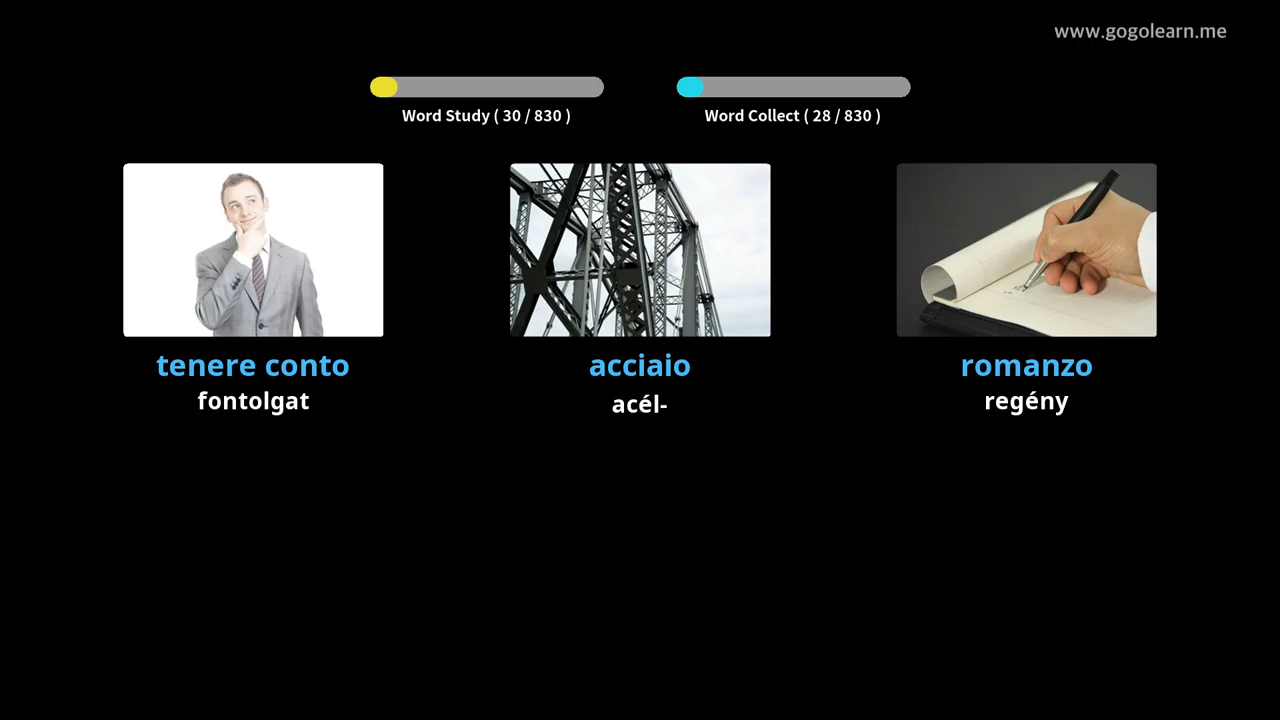 www.gogolearn.me
Word Study ( 30 / 830 )
Word Collect ( 28 / 830 )
tenere conto
fontolgat
acciaio
acél-
romanzo
regény